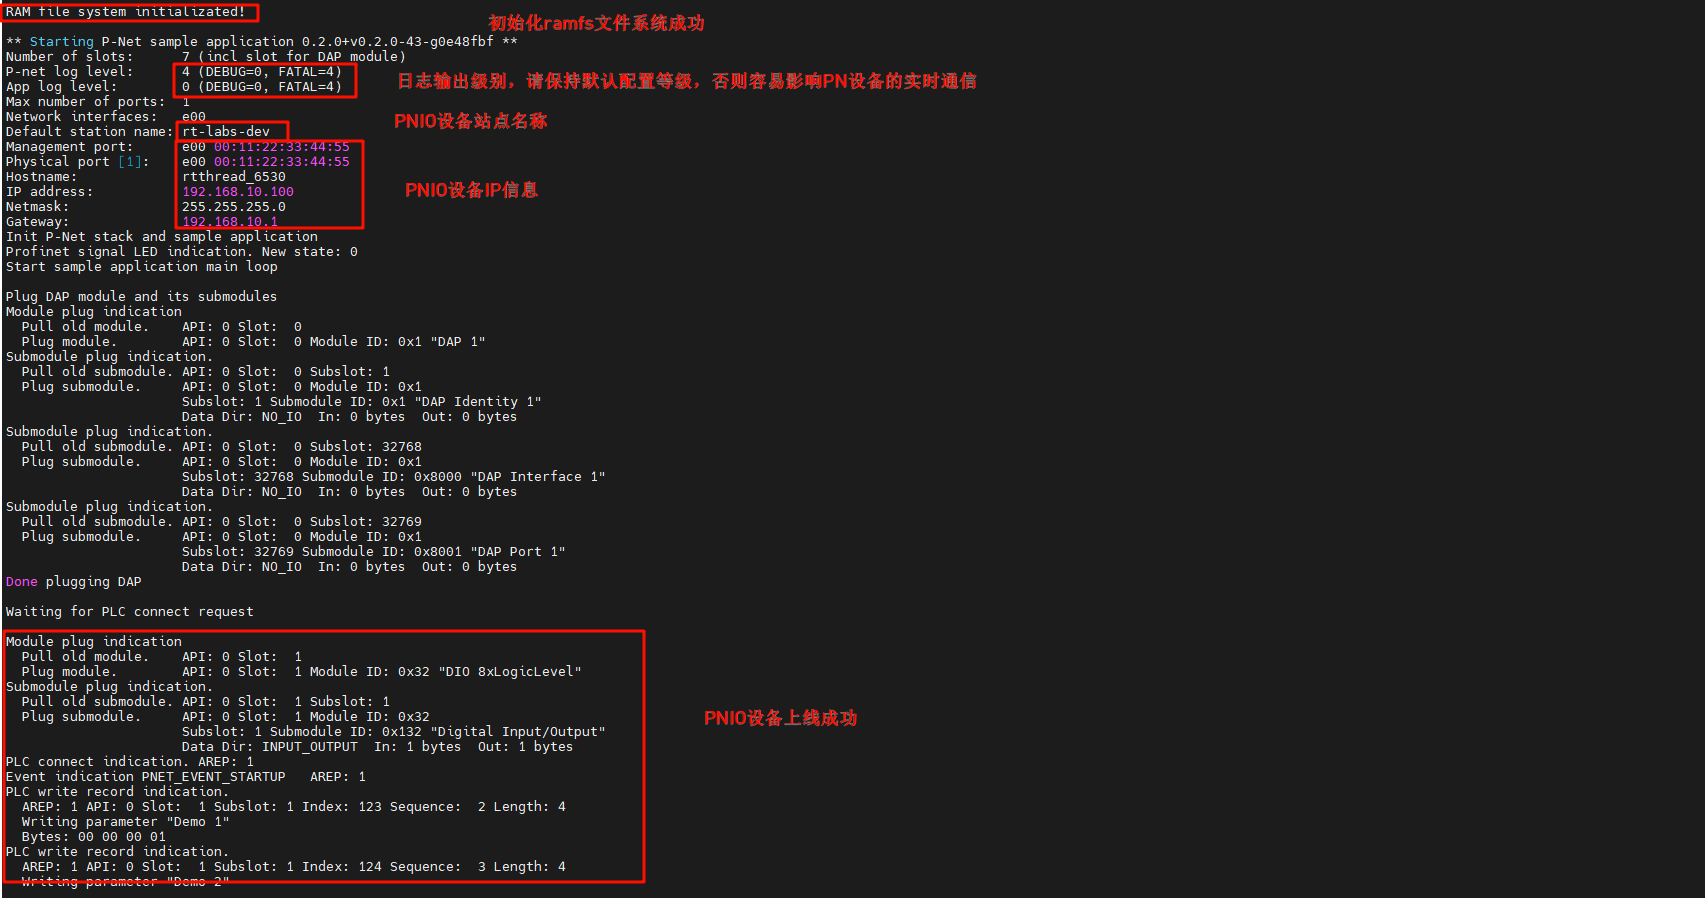 RAM file system initializated!
初始化ramfs文件系统成功
** Starting P-Net sample application 0.2.0+v0.2.0-43-g0e48fbf **
Number of slots:      7 (incl slot for DAP module)
P-net log level:      4 (DEBUG=0, FATAL=4)
日志输出级别，请保持默认配置等级，否则容易影响PN设备的实时通信
App log level:        0 (DEBUG=0, FATAL=4)
Max number of ports:  1
Network interfaces:   e00
PNIO设备站点名称
Default station name: rt-labs-dev
Management port:      e00 00:11:22:33:44:55
Physical port [1]:    e00 00:11:22:33:44:55
Hostname:             rtthread_6530
IP address:           192.168.10.100
PNIO设备IP信息
Netmask:              255.255.255.0
Gateway:              192.168.10.1
Init P-Net stack and sample application
Profinet signal LED indication. New state: 0
Start sample application main loop
Plug DAP module and its submodules
Module plug indication
  Pull old module.    API: 0 Slot:  0
  Plug module.        API: 0 Slot:  0 Module ID: 0x1 "DAP 1"
Submodule plug indication.
  Pull old submodule. API: 0 Slot:  0 Subslot: 1
  Plug submodule.     API: 0 Slot:  0 Module ID: 0x1
                      Subslot: 1 Submodule ID: 0x1 "DAP Identity 1"
                      Data Dir: NO_IO  In: 0 bytes  Out: 0 bytes
Submodule plug indication.
  Pull old submodule. API: 0 Slot:  0 Subslot: 32768
  Plug submodule.     API: 0 Slot:  0 Module ID: 0x1
                      Subslot: 32768 Submodule ID: 0x8000 "DAP Interface 1"
                      Data Dir: NO_IO  In: 0 bytes  Out: 0 bytes
Submodule plug indication.
  Pull old submodule. API: 0 Slot:  0 Subslot: 32769
  Plug submodule.     API: 0 Slot:  0 Module ID: 0x1
                      Subslot: 32769 Submodule ID: 0x8001 "DAP Port 1"
                      Data Dir: NO_IO  In: 0 bytes  Out: 0 bytes
Done plugging DAP
Waiting for PLC connect request
Module plug indication
  Pull old module.    API: 0 Slot:  1
  Plug module.        API: 0 Slot:  1 Module ID: 0x32 "DIO 8xLogicLevel"
Submodule plug indication.
  Pull old submodule. API: 0 Slot:  1 Subslot: 1
  Plug submodule.     API: 0 Slot:  1 Module ID: 0x32
PNIO设备上线成功
                      Subslot: 1 Submodule ID: 0x132 "Digital Input/Output"
                      Data Dir: INPUT_OUTPUT  In: 1 bytes  Out: 1 bytes
PLC connect indication. AREP: 1
Event indication PNET_EVENT_STARTUP   AREP: 1
PLC write record indication.
  AREP: 1 API: 0 Slot:  1 Subslot: 1 Index: 123 Sequence:  2 Length: 4
  Writing parameter "Demo 1"
  Bytes: 00 00 00 01
PLC write record indication.
  AREP: 1 API: 0 Slot:  1 Subslot: 1 Index: 124 Sequence:  3 Length: 4
  Writing parameter "Demo 2"